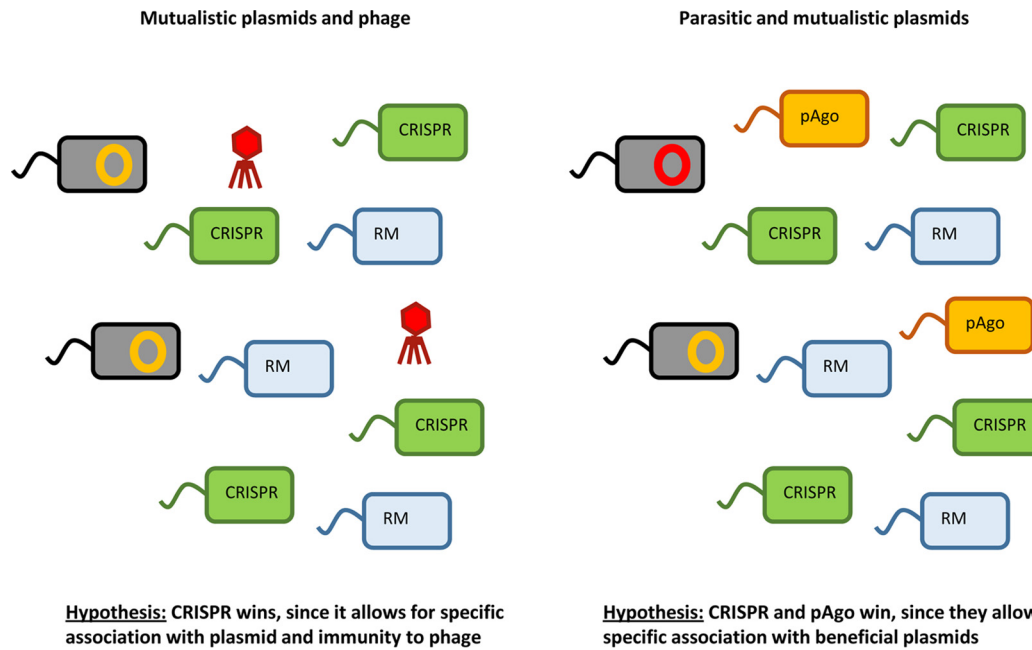 Mutualistic plasmids and phage
CRISPR
CRISPR
RM
RM
CRISPR
CRISPR
RM
Hypothesis: CRISPR wins, since it allows for specific
association with plasmid and immunity to phage
Parasitic and mutualistic plasmids
pAgo
CRISPR
CRISPR
RM
pAgo
RM
CRISPR
CRISPR
RM
Hypothesis: CRISPR and pAgo win, since they allow
specific association with beneficial plasmids